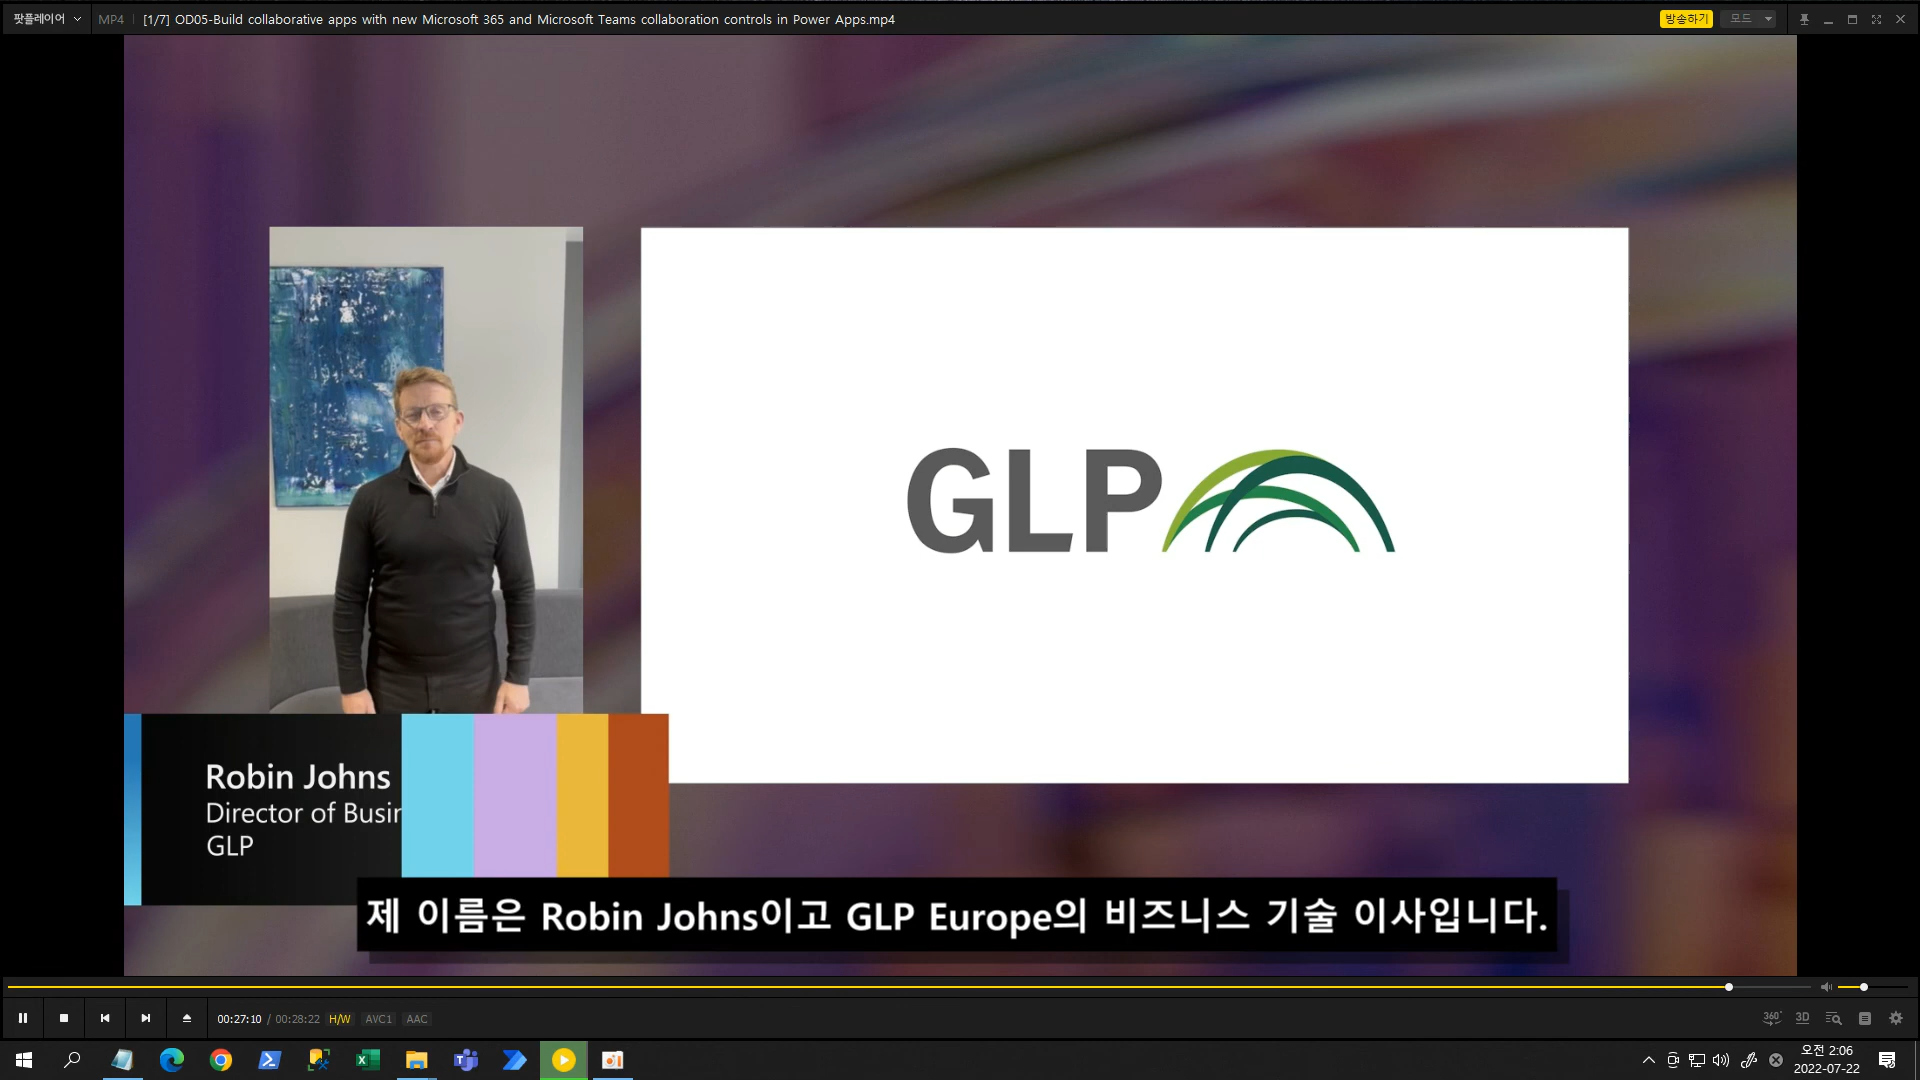 팟플레이어
MP4
[1/7] OD05-Build collaborative apps with new Microsoft 365 and Microsoft Teams collaboration controls in Power Apps.mp4
방송하기
모드
GLP
Robin Johns
Director of Busin
GLP
제 이름은 Robin Johns이고 GLP Europe의 비즈니스 기술 이사입니다.
00:27:10 / 00:28:22 H/W AVC1 AAC
360°
3D
오전 2:06
2022-07-22